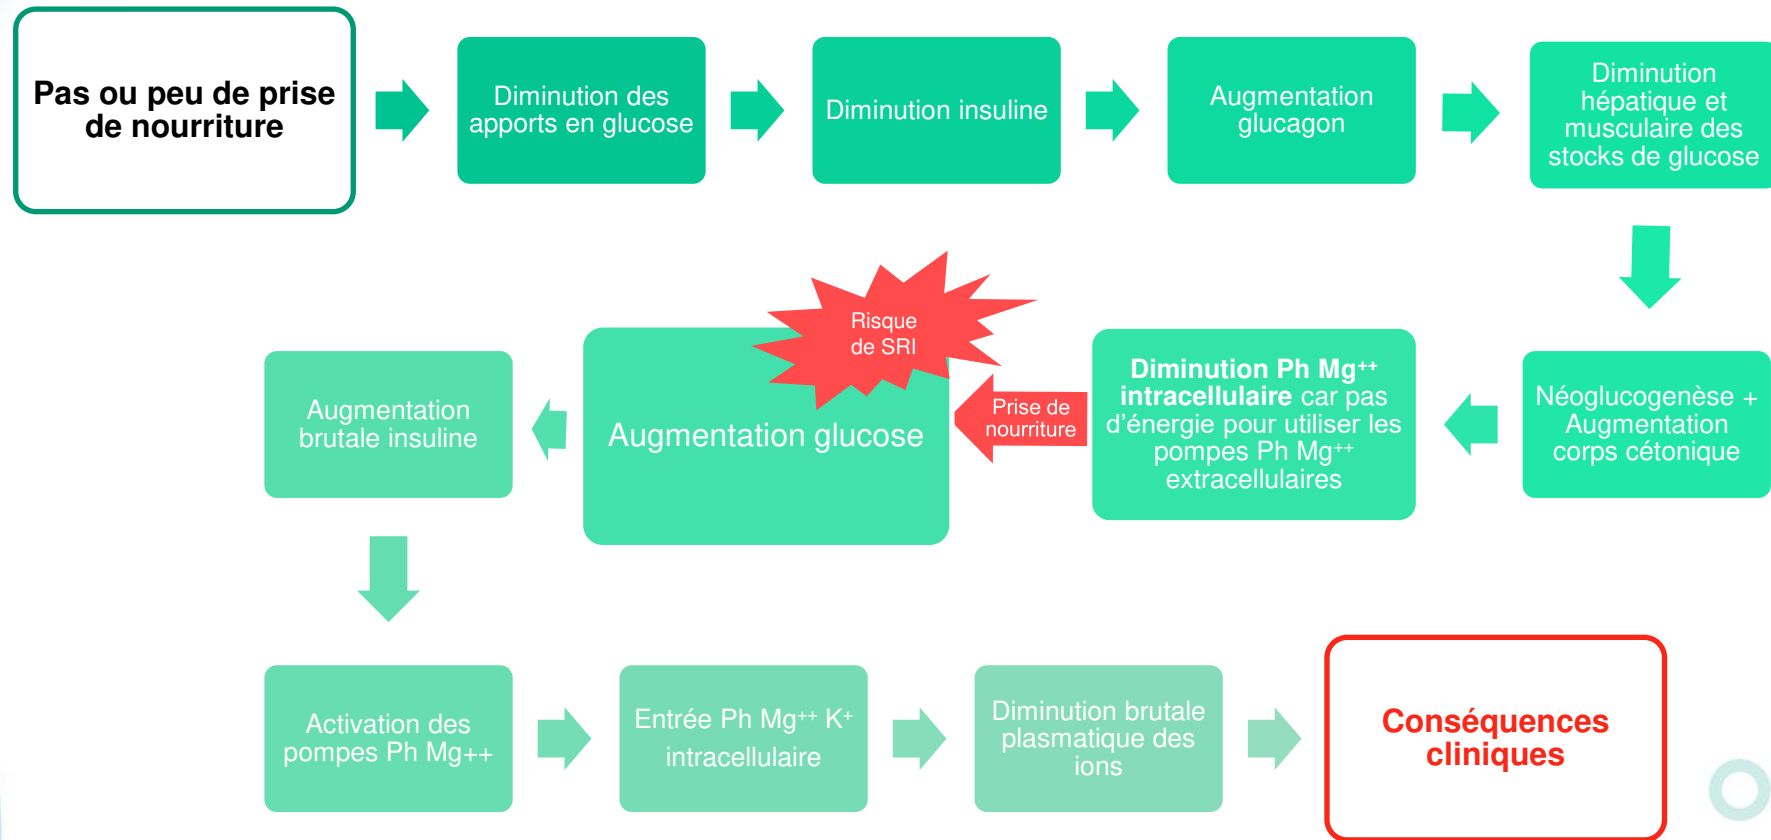 Pas ou peu de prise
de nourriture
Diminution des
apports en glucose
Diminution insuline
Augmentation
glucagon
Diminution
hépatique et
musculaire des
stocks de glucose
Néoglucogenèse +
Augmentation
corps cétonique
Diminution Ph Mg⁺⁺
intracellulaire car pas
d'énergie pour utiliser les
pompes Ph Mg⁺⁺
extracellulaires
Prise de
nourriture
Risque
de SRI
Augmentation glucose
Augmentation
brutale insuline
Activation des
pompes Ph Mg++
Entrée Ph Mg⁺⁺ K⁺
intracellulaire
Diminution brutale
plasmatique des
ions
Conséquences
cliniques